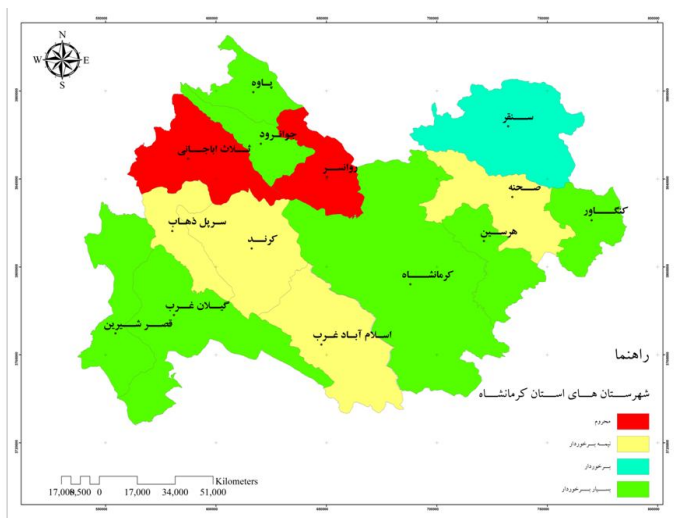 N
W E
S
پاوه
جوانرود
ثلاث اباجانی
روانسر
سنقر
صحنه
کنگاور
هرسین
سرپل ذهاب
کرند
کرمانشاه
گیلان غرب
قصر شیرین
اسلام آباد غرب
راهنما
شهرستان های استان کرمانشاه
محروم
نیمه برخوردار
برخوردار
بسیار برخوردار
Kilometers
17,000 8,500 0 17,000 34,000 51,000